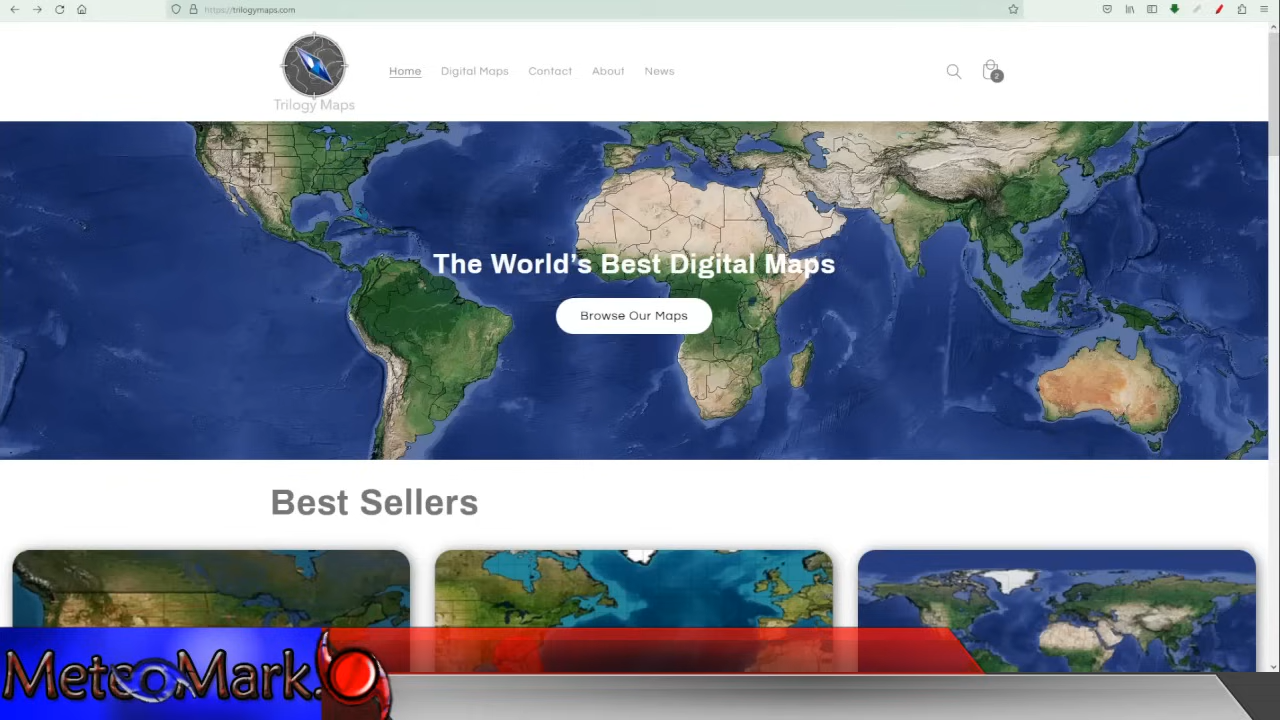 https://trilogymaps.com
Trilogy Maps
Home
Digital Maps
Contact
About
News
2
The World's Best Digital Maps
Browse Our Maps
Best Sellers
MeteoMark.